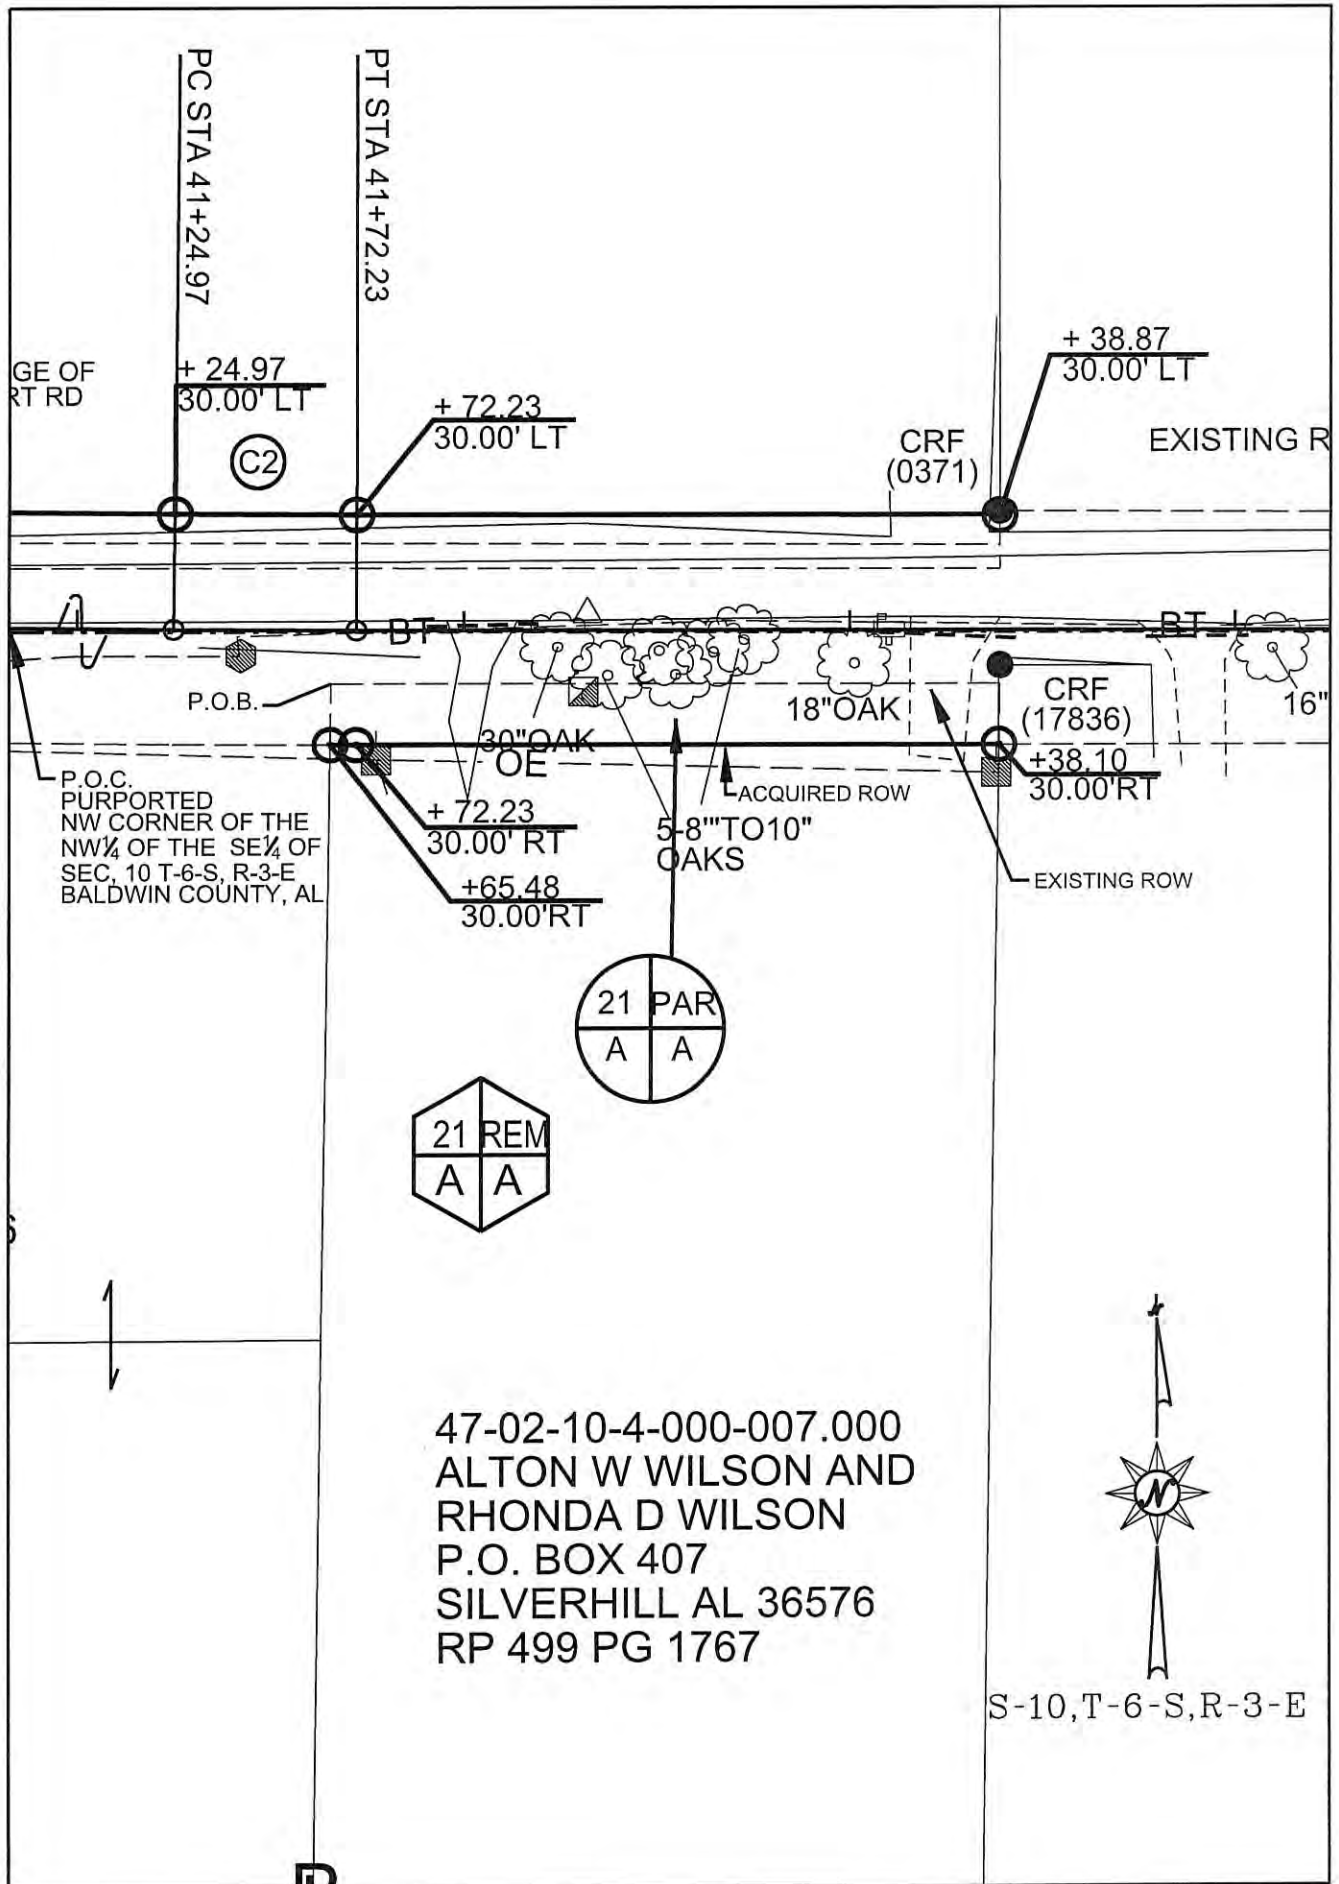 PC STA 41+24.97
PT STA 41+72.23
GE OF
RT RD
+ 24.97
30.00' LT
C2
+ 72.23
30.00' LT
+ 38.87
30.00' LT
CRF
(0371)
EXISTING R
BT
BT
P.O.B.
18"OAK
CRF
(17836)
16"
30"OAK
OE
P.O.C.
PURPORTED
NW CORNER OF THE
NW¼ OF THE SE¼ OF
SEC, 10 T-6-S, R-3-E
BALDWIN COUNTY, AL
+ 72.23
30.00' RT
+65.48
30.00'RT
ACQUIRED ROW
5-8'"TO10"
OAKS
+38.10
30.00'RT
EXISTING ROW
21 PAR
A A
21 REM
A A
47-02-10-4-000-007.000
ALTON W WILSON AND
RHONDA D WILSON
P.O. BOX 407
SILVERHILL AL 36576
RP 499 PG 1767
N
S-10,T-6-S,R-3-E